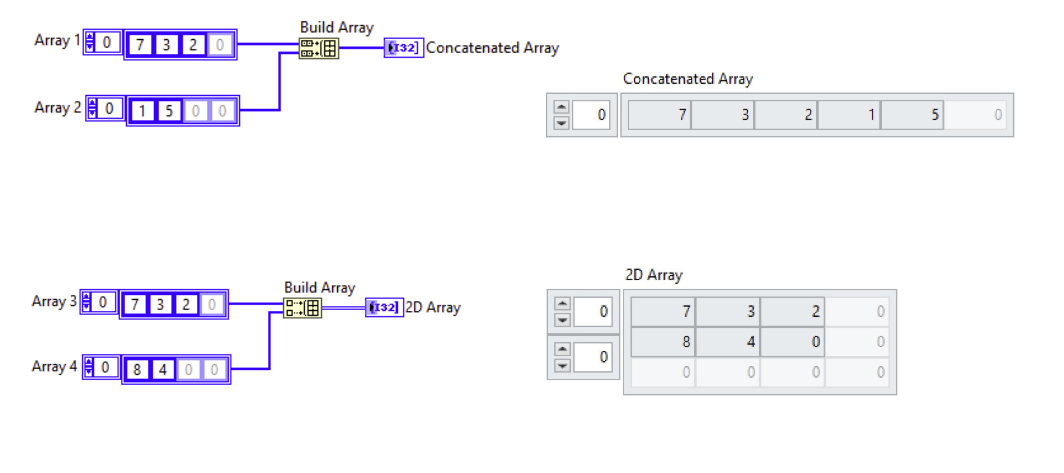 Build Array
Array 1 0 7 3 2 0 I32] Concatenated Array
Concatenated Array
Array 2 0 1 5 0 0
0 7 3 2 1 5 0
2D Array
Build Array
Array 3 0 7 3 2 0 I32] 2D Array
0 7 3 2 0
8 4 0 0
0
Array 4 0 8 4 0 0
0 0 0 0